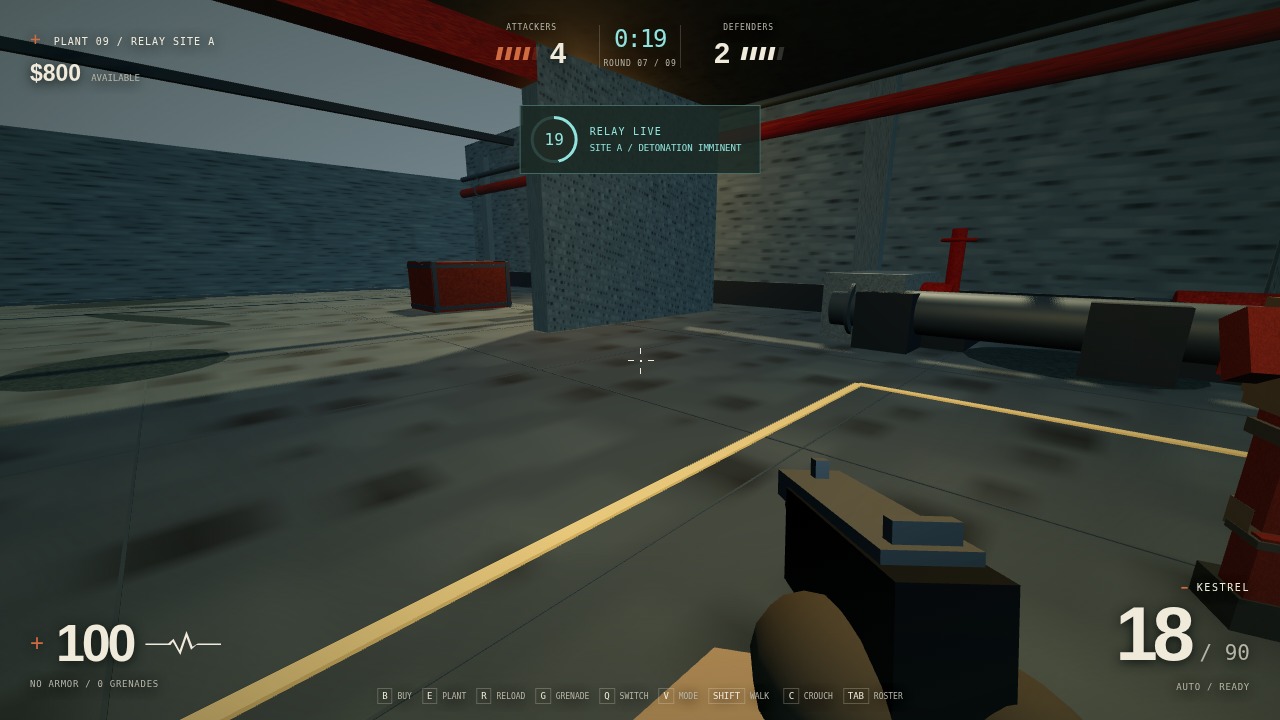 + PLANT 09 / RELAY SITE A
$800 AVAILABLE
ATTACKERS
4
0:19
ROUND 07 / 09
DEFENDERS
2
19
RELAY LIVE
SITE A / DETONATION IMMINENT
+ 100
NO ARMOR / 0 GRENADES
B BUY E PLANT R RELOAD G GRENADE Q SWITCH V MODE SHIFT WALK C CROUCH TAB ROSTER
– KESTREL
18 / 90
AUTO / READY